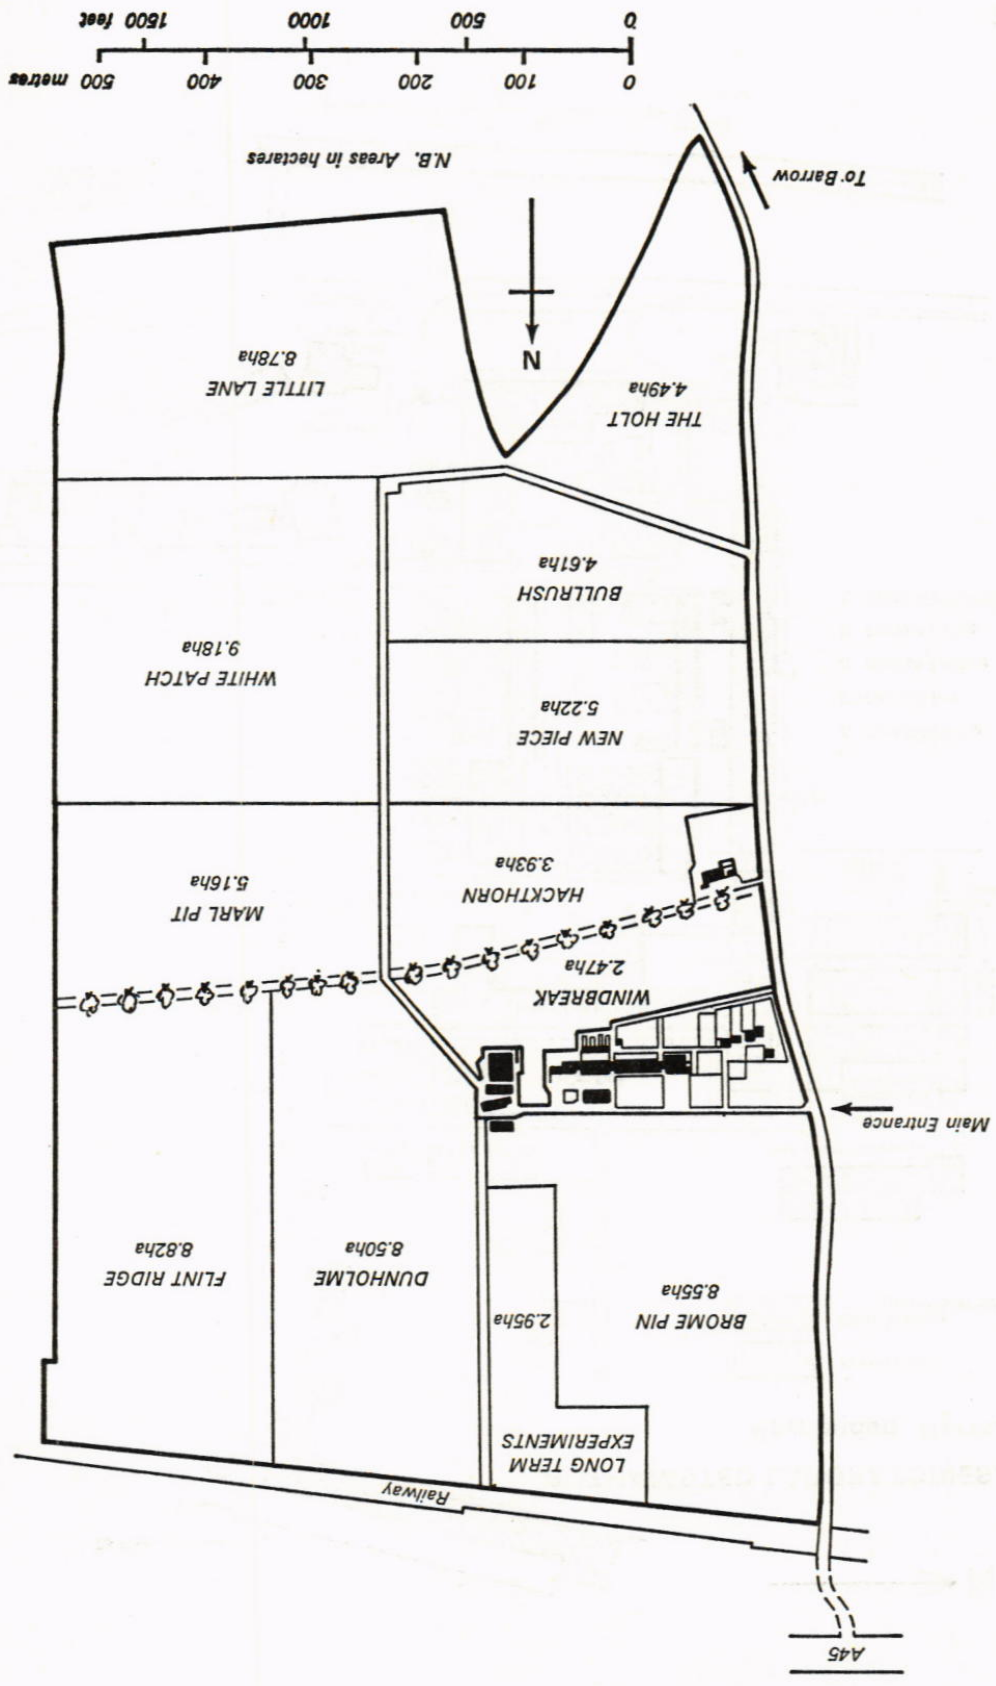 A45
Railway
LONG TERM
EXPERIMENTS
BROME PIN
8.55ha
2.95ha
DUNHOLME
8.50ha
FLINT RIDGE
8.82ha
Main Entrance
WINDBREAK
2.47ha
HACKTHORN
3.93ha
MARL PIT
5.16ha
NEW PIECE
5.22ha
WHITE PATCH
9.18ha
BULLRUSH
4.61ha
THE HOLT
4.49ha
LITTLE LANE
8.78ha
N
To Barrow
N.B. Areas in hectares
0 100 200 300 400 500 metres
0 500 1000 1500 feet